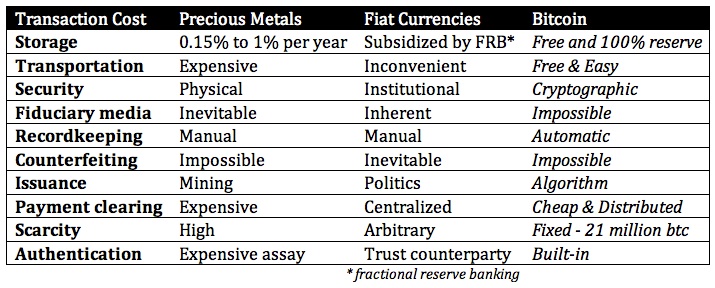 Transaction Cost Precious Metals Fiat Currencies Bitcoin
Storage 0.15% to 1% per year Subsidized by FRB* Free and 100% reserve
Transportation Expensive Inconvenient Free & Easy
Security Physical Institutional Cryptographic
Fiduciary media Inevitable Inherent Impossible
Recordkeeping Manual Manual Automatic
Counterfeiting Impossible Inevitable Impossible
Issuance Mining Politics Algorithm
Payment clearing Expensive Centralized Cheap & Distributed
Scarcity High Arbitrary Fixed - 21 million btc
Authentication Expensive assay Trust counterparty Built-in
* fractional reserve banking